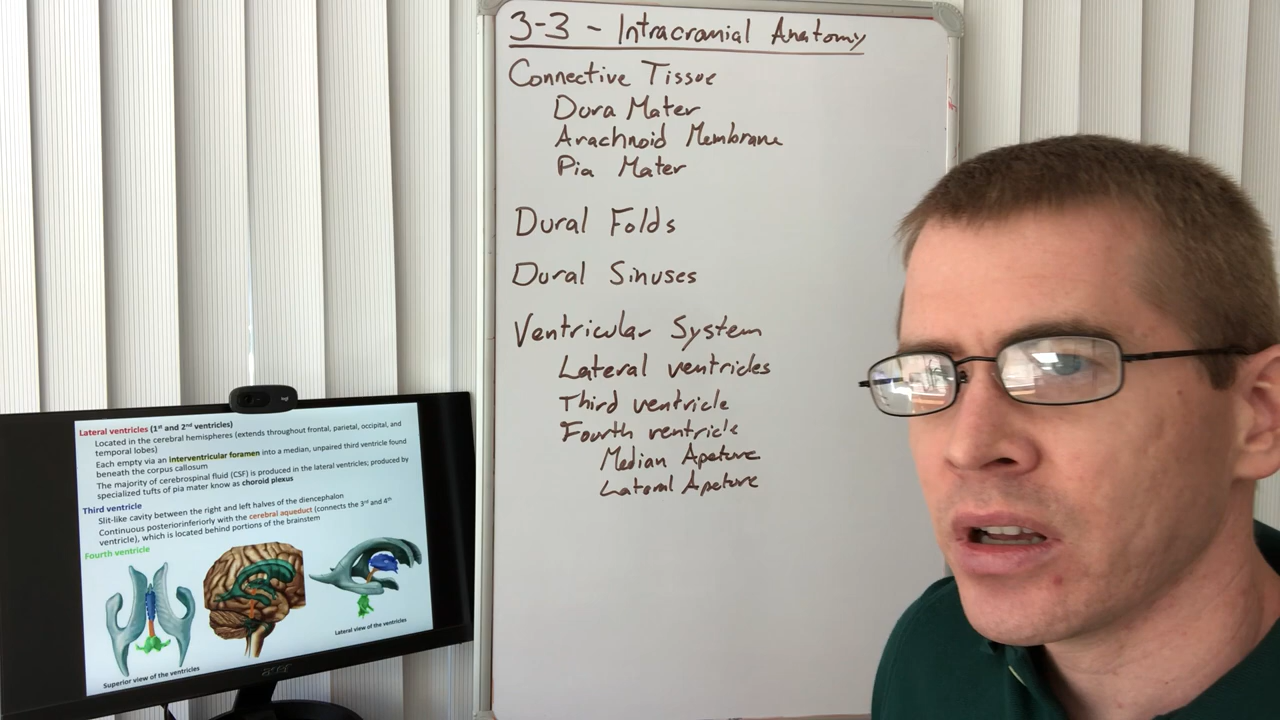 3-3 - Intracranial Anatomy
Connective Tissue
Dura Mater
Arachnoid Membrane
Pia Mater
Dural Folds
Dural Sinuses
Ventricular System
Lateral ventricles
Third ventricle
Fourth ventricle
Median Apeture
Lateral Apeture
Lateral ventricles (1st and 2nd ventricles)
Located in the cerebral hemispheres (extends throughout frontal, parietal, occipital, and
temporal lobes)
Each empty via an interventricular foramen into a median, unpaired third ventricle found
beneath the corpus callosum
The majority of cerebrospinal fluid (CSF) is produced in the lateral ventricles; produced by
specialized tufts of pia mater know as choroid plexus
Third ventricle
Slit-like cavity between the right and left halves of the diencephalon
Continuous posteriorinferiorly with the cerebral aqueduct (connects the 3rd and 4th
ventricle), which is located behind portions of the brainstem
Fourth ventricle
Superior view of the ventricles
Lateral view of the ventricles
acer
logi